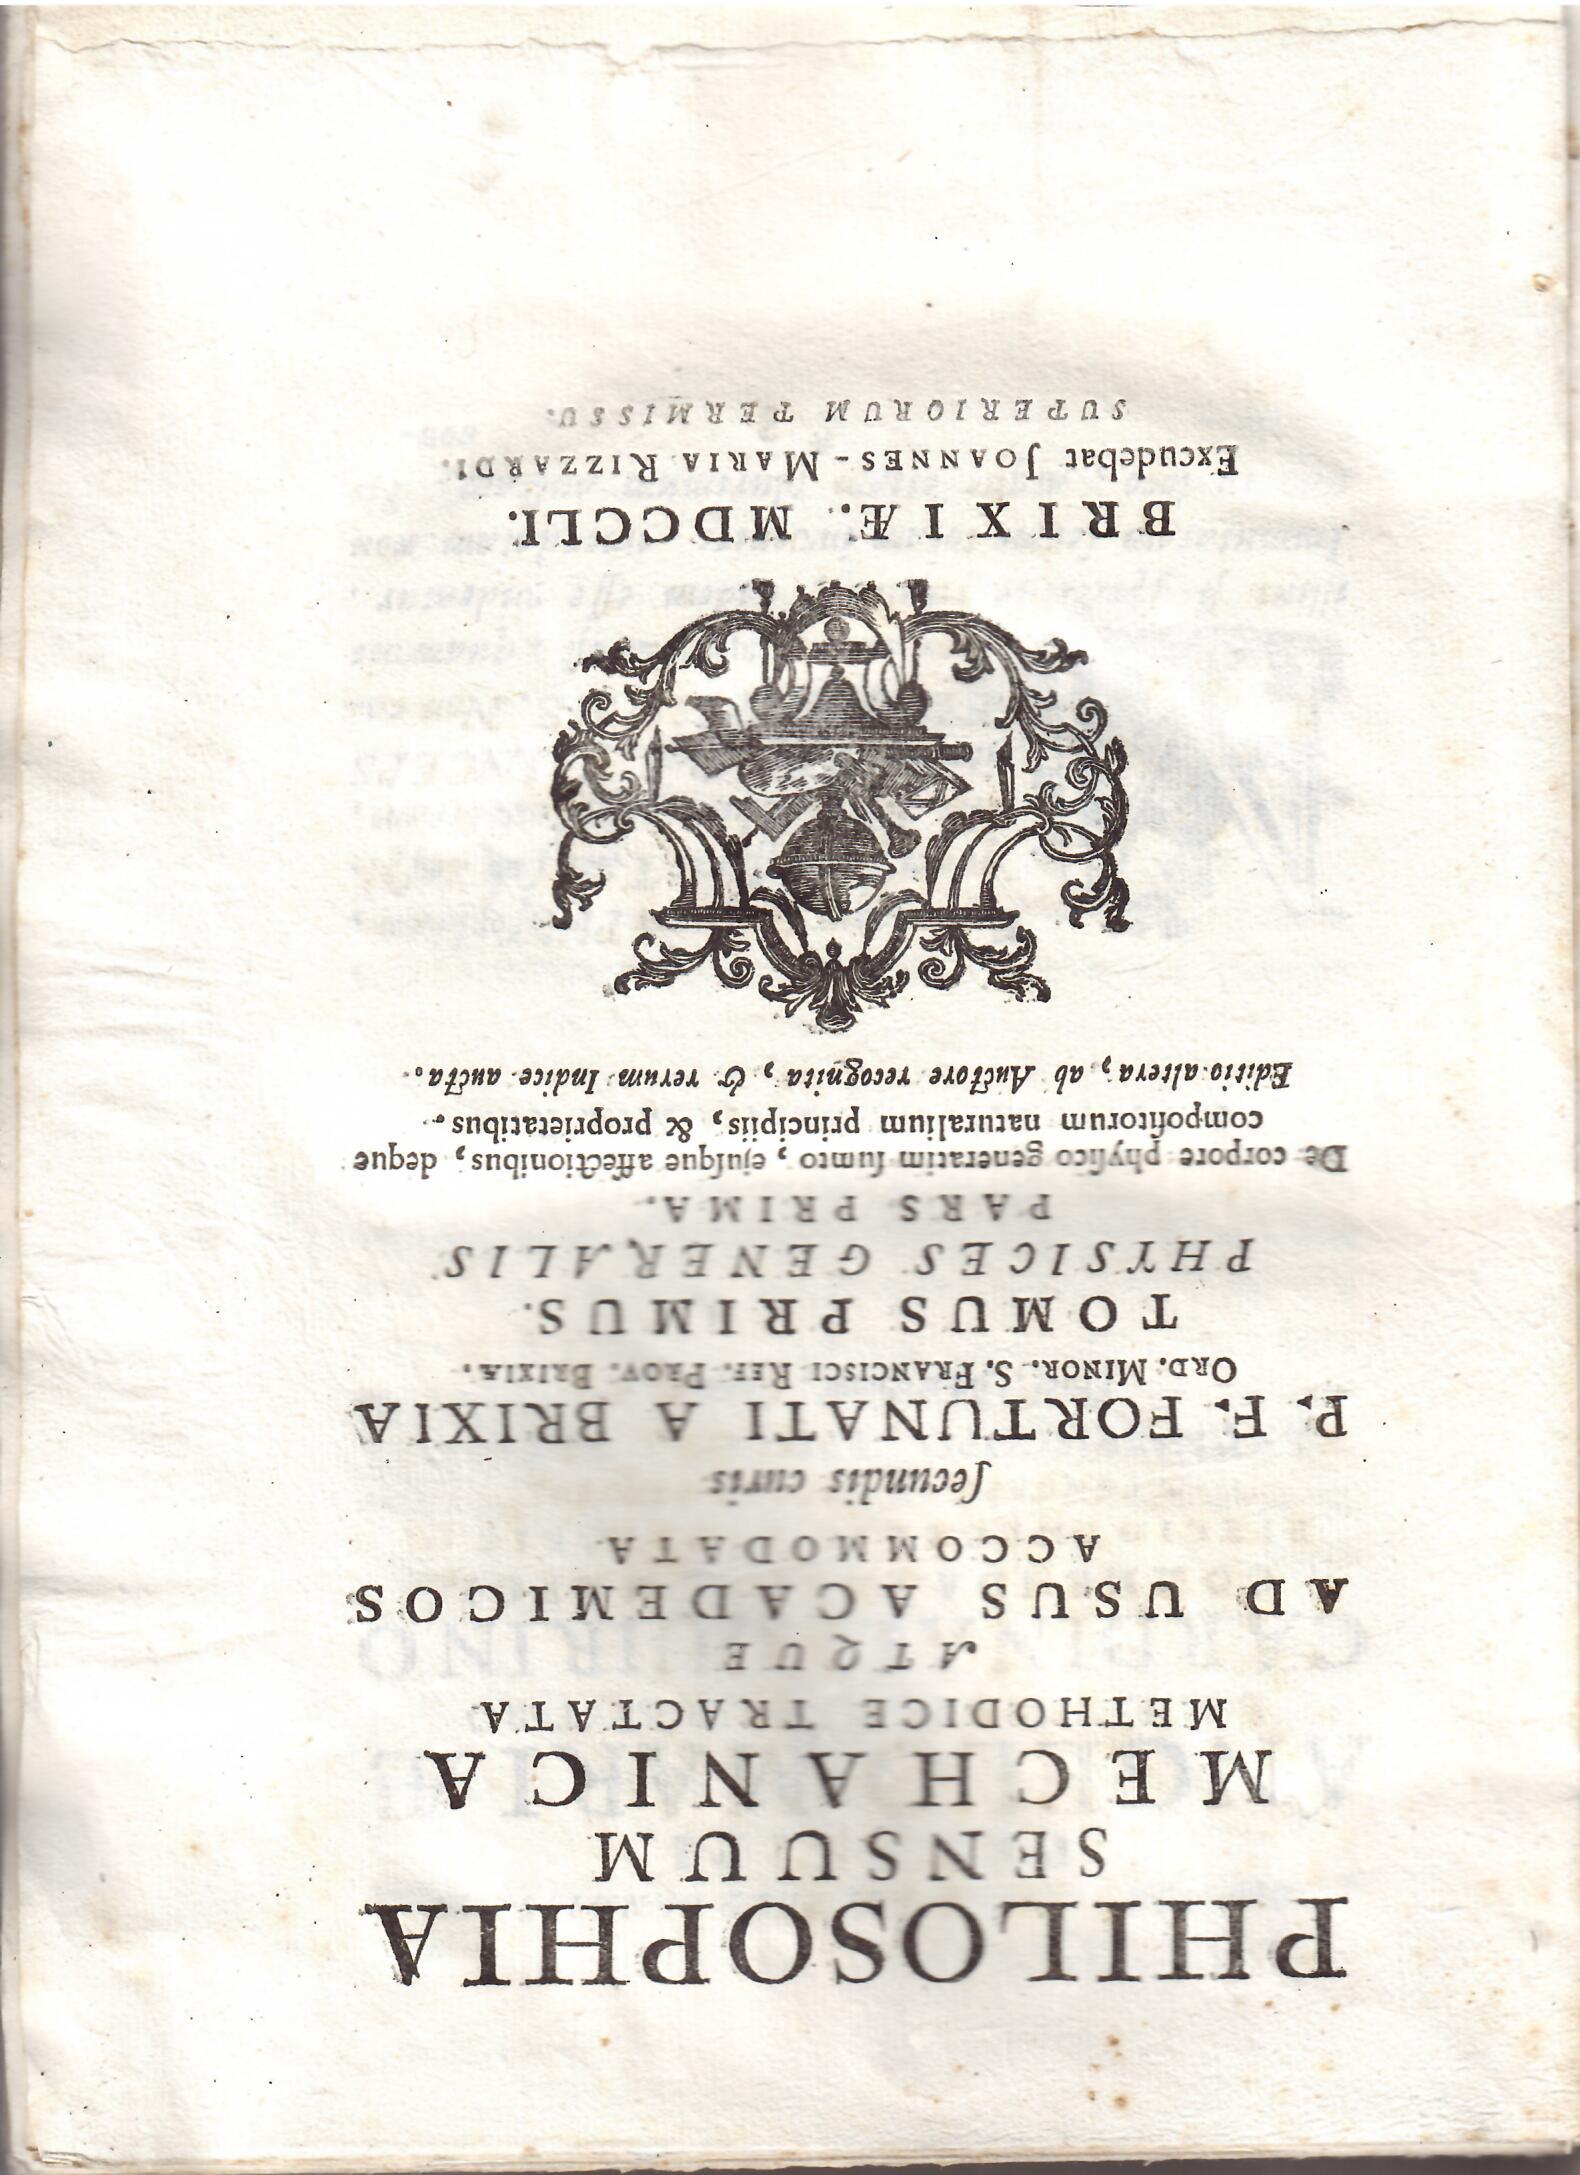 PHILOSOPHIA
SENSUUM
MECHANICA
METHODICE TRACTATA
ATQUE
AD USUS ACADEMICOS
ACCOMMODATA
ſecundis curis
P. F. FORTUNATI A BRIXIA
ORD. MINOR. S. FRANCISCI REF. PROV. BRIXIÆ.
TOMUS PRIMUS.
PHYSICES GENERALIS
PARS PRIMA.
De corpore phyſico generatim ſumto, ejuſque affectionibus, deque
compoſitorum naturalium principiis, & proprietatibus.
Editio altera, ab Auctore recognita, & rerum Indice aucta.
BRIXIÆ. MDCCLI.
Excudebat JOANNES-MARIA RIZZARDI.
SUPERIORUM PERMISSU.